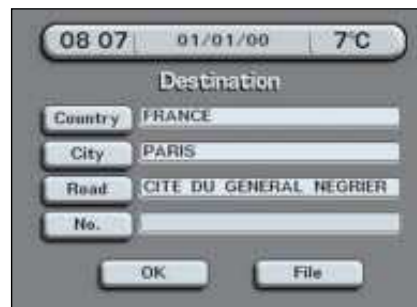 08 07 01/01/00 7°C
Destination
Country FRANCE
City PARIS
Road CITE DU GENERAL NEGRIER
No.
OK File